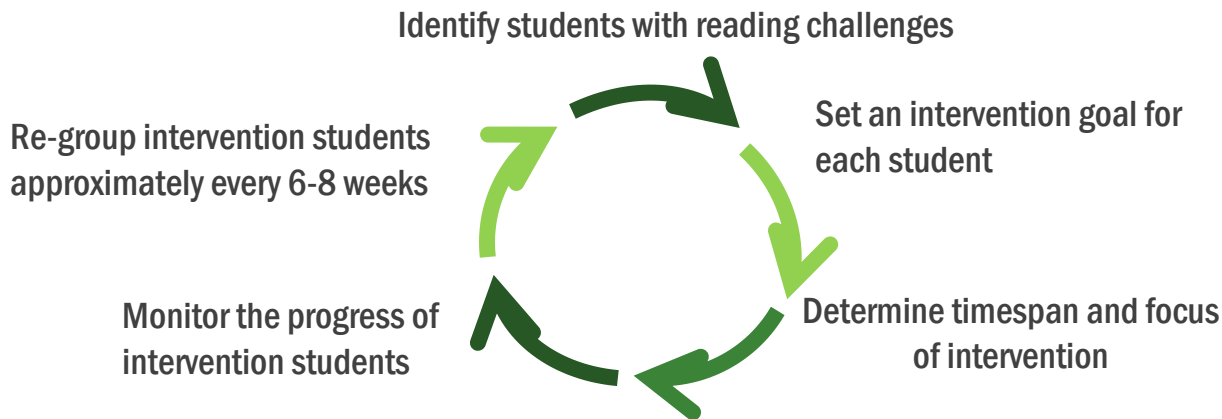 Identify students with reading challenges
Set an intervention goal for
each student
Determine timespan and focus
of intervention
Monitor the progress of
intervention students
Re-group intervention students
approximately every 6-8 weeks